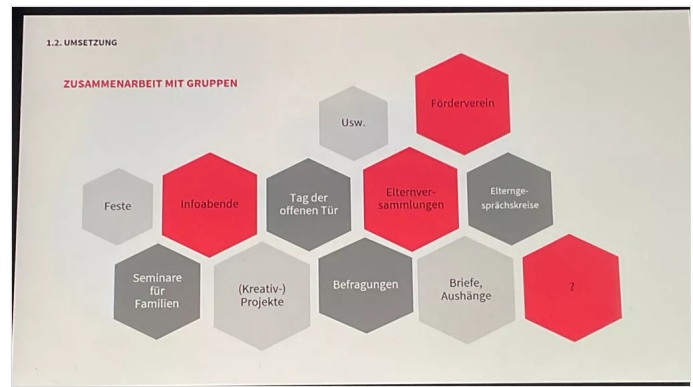 1.2. UMSETZUNG
ZUSAMMENARBEIT MIT GRUPPEN
Usw.
Förderverein
Feste
Infoabende
Tag der
offenen Tür
Elternver-
sammlungen
Elternge-
sprächskreise
Seminare
für
Familien
(Kreativ-)
Projekte
Befragungen
Briefe,
Aushänge
?